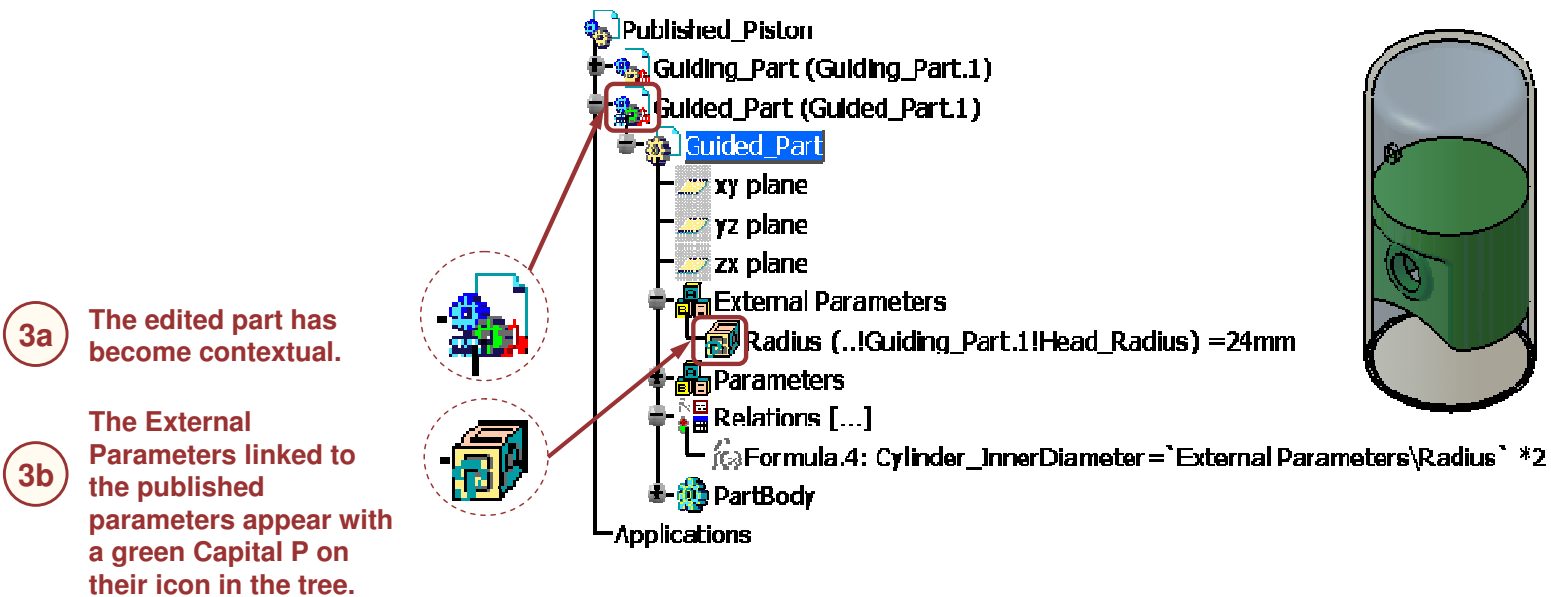 Published_Piston
Guiding_Part (Guiding_Part.1)
Guided_Part (Guided_Part.1)
Guided_Part
xy plane
yz plane
zx plane
External Parameters
Radius (..!Guiding_Part.1!Head_Radius) =24mm
Parameters
Relations [...]
Formula.4: Cylinder_InnerDiameter=`External Parameters\Radius` *2
PartBody
Applications
3a
The edited part has
become contextual.
3b
The External
Parameters linked to
the published
parameters appear with
a green Capital P on
their icon in the tree.